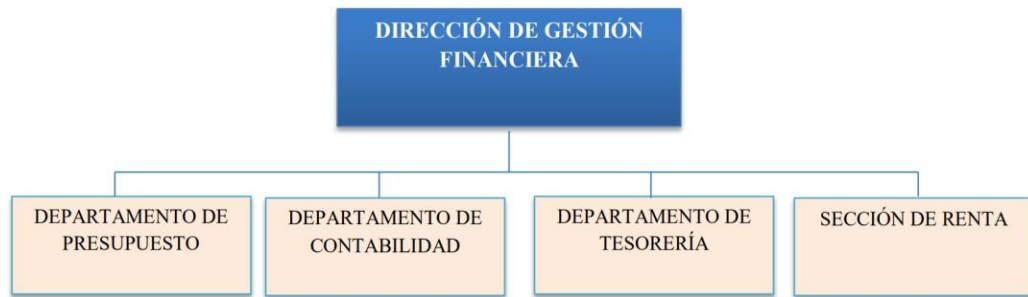 DIRECCIÓN DE GESTIÓN
FINANCIERA
DEPARTAMENTO DE
PRESUPUESTO
DEPARTAMENTO DE
CONTABILIDAD
DEPARTAMENTO DE
TESORERÍA
SECCIÓN DE RENTA